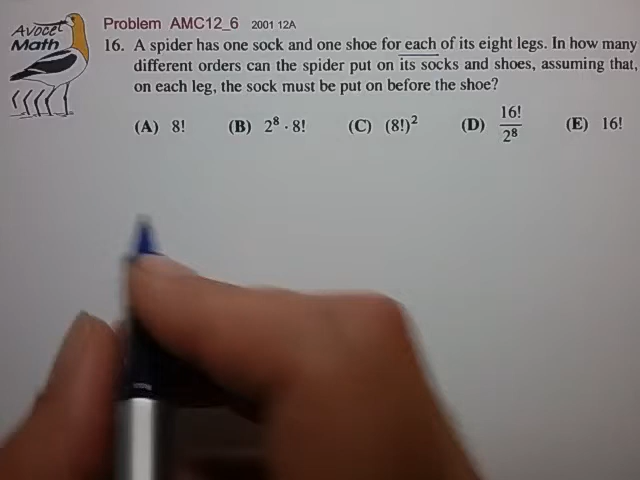 Avocet
Math
Problem AMC12_6 2001 12A
16. A spider has one sock and one shoe for each of its eight legs. In how many
different orders can the spider put on its socks and shoes, assuming that,
on each leg, the sock must be put on before the shoe?
(A) 8! (B) 2⁸ · 8! (C) (8!)² (D) 16!/2⁸ (E) 16!